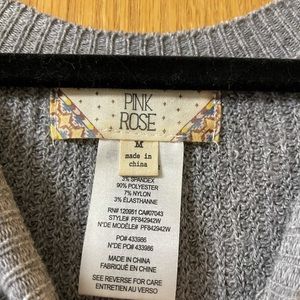 PINK
ROSE
M
made in
china
3% SPANDEX
90% POLYESTER
7% NYLON
3% ÉLASTHANNE
RN# 120951 CA#07043
STYLE# PF842942W
N°DE MODÈLE# PF842942W
PO# 433986
N°DE PO# 433986
MADE IN CHINA
FABRIQUÉ EN CHINE
SEE REVERSE FOR CARE
ENTRETIEN AU VERSO